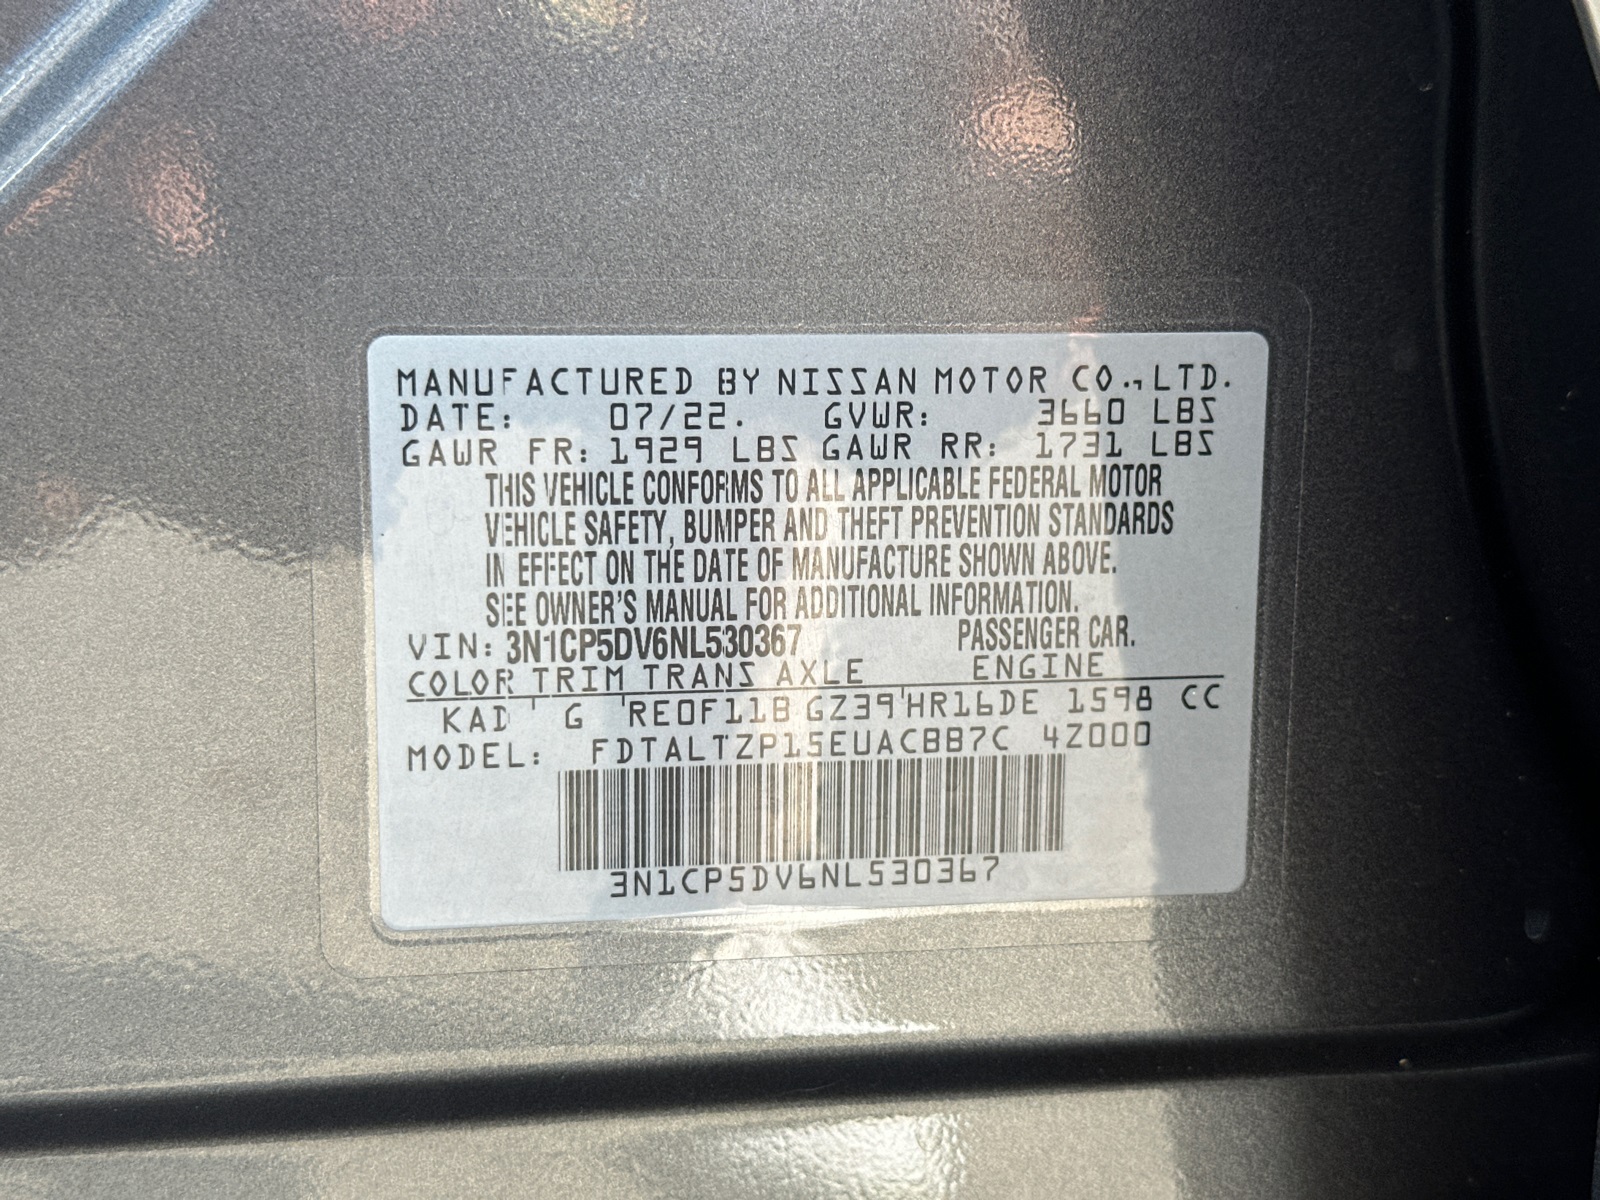 MANUFACTURED BY NISSAN MOTOR CO., LTD.
DATE: 07/22. GVWR: 3660 LBS
GAWR FR: 1929 LBS GAWR RR: 1731 LBS
THIS VEHICLE CONFORMS TO ALL APPLICABLE FEDERAL MOTOR
VEHICLE SAFETY, BUMPER AND THEFT PREVENTION STANDARDS
IN EFFECT ON THE DATE OF MANUFACTURE SHOWN ABOVE.
SEE OWNER'S MANUAL FOR ADDITIONAL INFORMATION.
VIN: 3N1CP5DV6NL530367 PASSENGER CAR.
COLOR TRIM TRANS AXLE ENGINE
KAD ' G 'RE0F11B GZ39'HR16DE 1598 CC
MODEL: FDTALTZP15EUACBB7C 4Z000
3N1CP5DV6NL530367